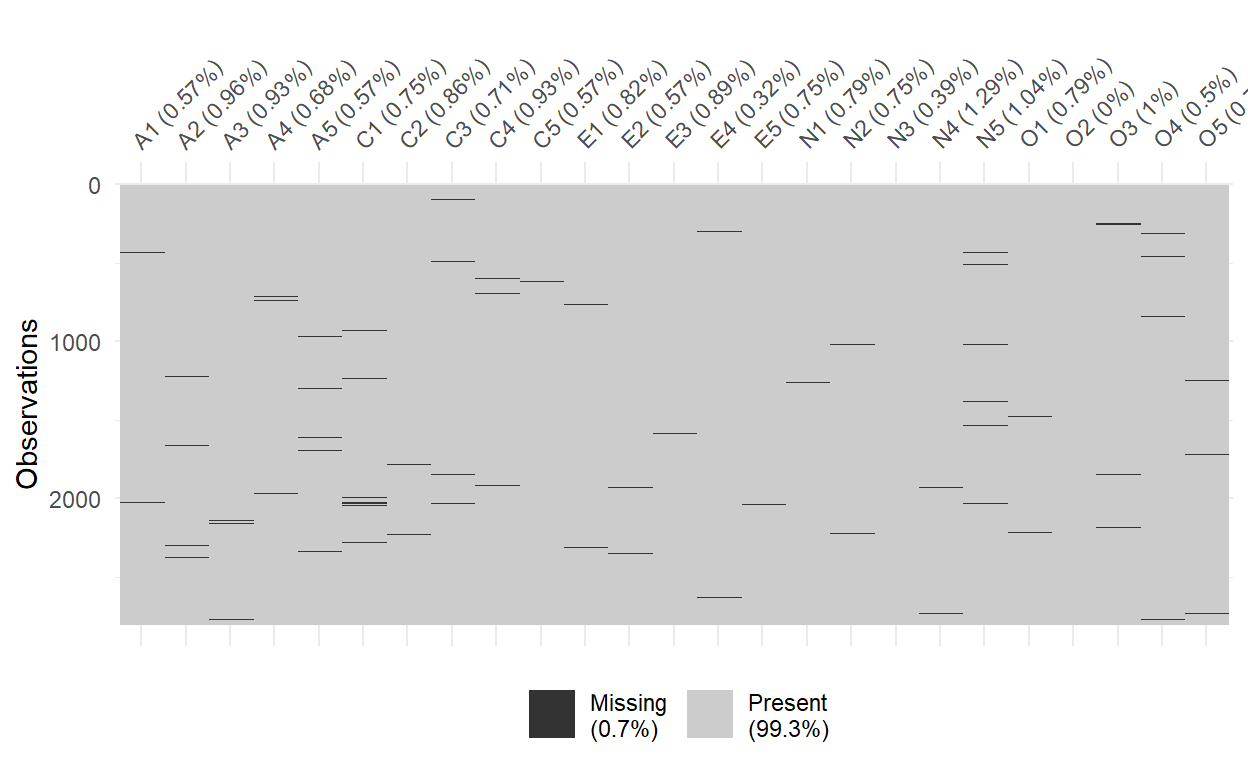 A1 (0.57%)
A2 (0.96%)
A3 (0.93%)
A4 (0.68%)
A5 (0.57%)
C1 (0.75%)
C2 (0.86%)
C3 (0.71%)
C4 (0.93%)
C5 (0.57%)
E1 (0.82%)
E2 (0.57%)
E3 (0.89%)
E4 (0.32%)
E5 (0.75%)
N1 (0.79%)
N2 (0.75%)
N3 (0.39%)
N4 (1.29%)
N5 (1.04%)
O1 (0.79%)
O2 (0%)
O3 (1%)
O4 (0.5%)
O5 (0.
0
1000
2000
Observations
Missing
(0.7%)
Present
(99.3%)